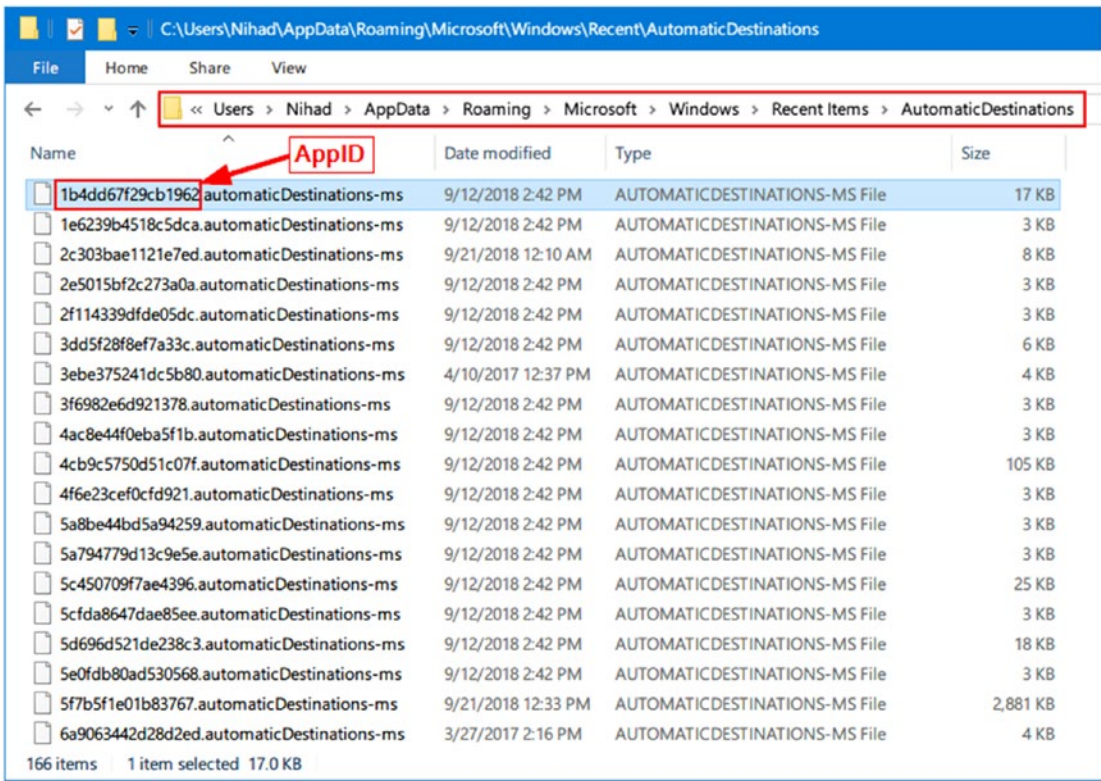 C:\Users\Nihad\AppData\Roaming\Microsoft\Windows\Recent\AutomaticDestinations
File Home Share View
« Users > Nihad > AppData > Roaming > Microsoft > Windows > Recent Items > AutomaticDestinations
Name AppID Date modified Type Size
1b4dd67f29cb1962.automaticDestinations-ms 9/12/2018 2:42 PM AUTOMATICDESTINATIONS-MS File 17 KB
1e6239b4518c5dca.automaticDestinations-ms 9/12/2018 2:42 PM AUTOMATICDESTINATIONS-MS File 3 KB
2c303bae1121e7ed.automaticDestinations-ms 9/21/2018 12:10 AM AUTOMATICDESTINATIONS-MS File 8 KB
2e5015bf2c273a0a.automaticDestinations-ms 9/12/2018 2:42 PM AUTOMATICDESTINATIONS-MS File 3 KB
2f114339dfde05dc.automaticDestinations-ms 9/12/2018 2:42 PM AUTOMATICDESTINATIONS-MS File 3 KB
3dd5f28f8ef7a33c.automaticDestinations-ms 9/12/2018 2:42 PM AUTOMATICDESTINATIONS-MS File 6 KB
3ebe375241dc5b80.automaticDestinations-ms 4/10/2017 12:37 PM AUTOMATICDESTINATIONS-MS File 4 KB
3f6982e6d921378.automaticDestinations-ms 9/12/2018 2:42 PM AUTOMATICDESTINATIONS-MS File 3 KB
4ac8e44f0eba5f1b.automaticDestinations-ms 9/12/2018 2:42 PM AUTOMATICDESTINATIONS-MS File 3 KB
4cb9c5750d51c07f.automaticDestinations-ms 9/12/2018 2:42 PM AUTOMATICDESTINATIONS-MS File 105 KB
4f6e23cef0cfd921.automaticDestinations-ms 9/12/2018 2:42 PM AUTOMATICDESTINATIONS-MS File 3 KB
5a8be44bd5a94259.automaticDestinations-ms 9/12/2018 2:42 PM AUTOMATICDESTINATIONS-MS File 3 KB
5a794779d13c9e5e.automaticDestinations-ms 9/12/2018 2:42 PM AUTOMATICDESTINATIONS-MS File 3 KB
5c450709f7ae4396.automaticDestinations-ms 9/12/2018 2:42 PM AUTOMATICDESTINATIONS-MS File 25 KB
5cfda8647dae85ee.automaticDestinations-ms 9/12/2018 2:42 PM AUTOMATICDESTINATIONS-MS File 3 KB
5d696d521de238c3.automaticDestinations-ms 9/12/2018 2:42 PM AUTOMATICDESTINATIONS-MS File 18 KB
5e0fdb80ad530568.automaticDestinations-ms 9/12/2018 2:42 PM AUTOMATICDESTINATIONS-MS File 3 KB
5f7b5f1e01b83767.automaticDestinations-ms 9/21/2018 12:33 PM AUTOMATICDESTINATIONS-MS File 2,881 KB
6a9063442d28d2ed.automaticDestinations-ms 3/27/2017 2:16 PM AUTOMATICDESTINATIONS-MS File 4 KB
166 items 1 item selected 17.0 KB